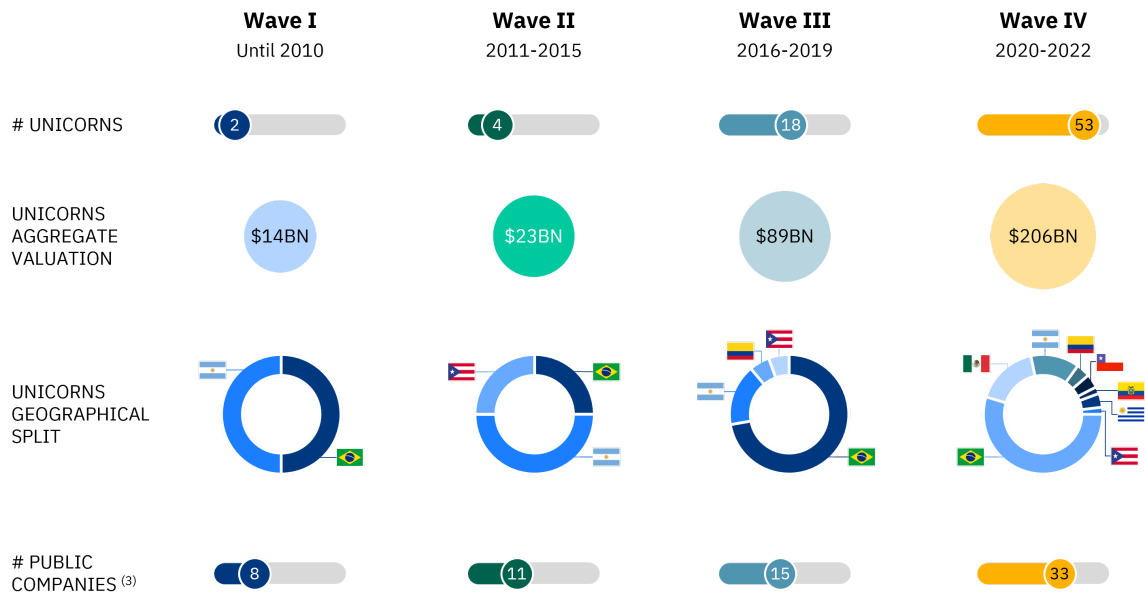 Wave I
Until 2010
Wave II
2011-2015
Wave III
2016-2019
Wave IV
2020-2022
# UNICORNS
2
4
18
53
UNICORNS
AGGREGATE
VALUATION
$14BN
$23BN
$89BN
$206BN
UNICORNS
GEOGRAPHICAL
SPLIT
# PUBLIC
COMPANIES (3)
8
11
15
33